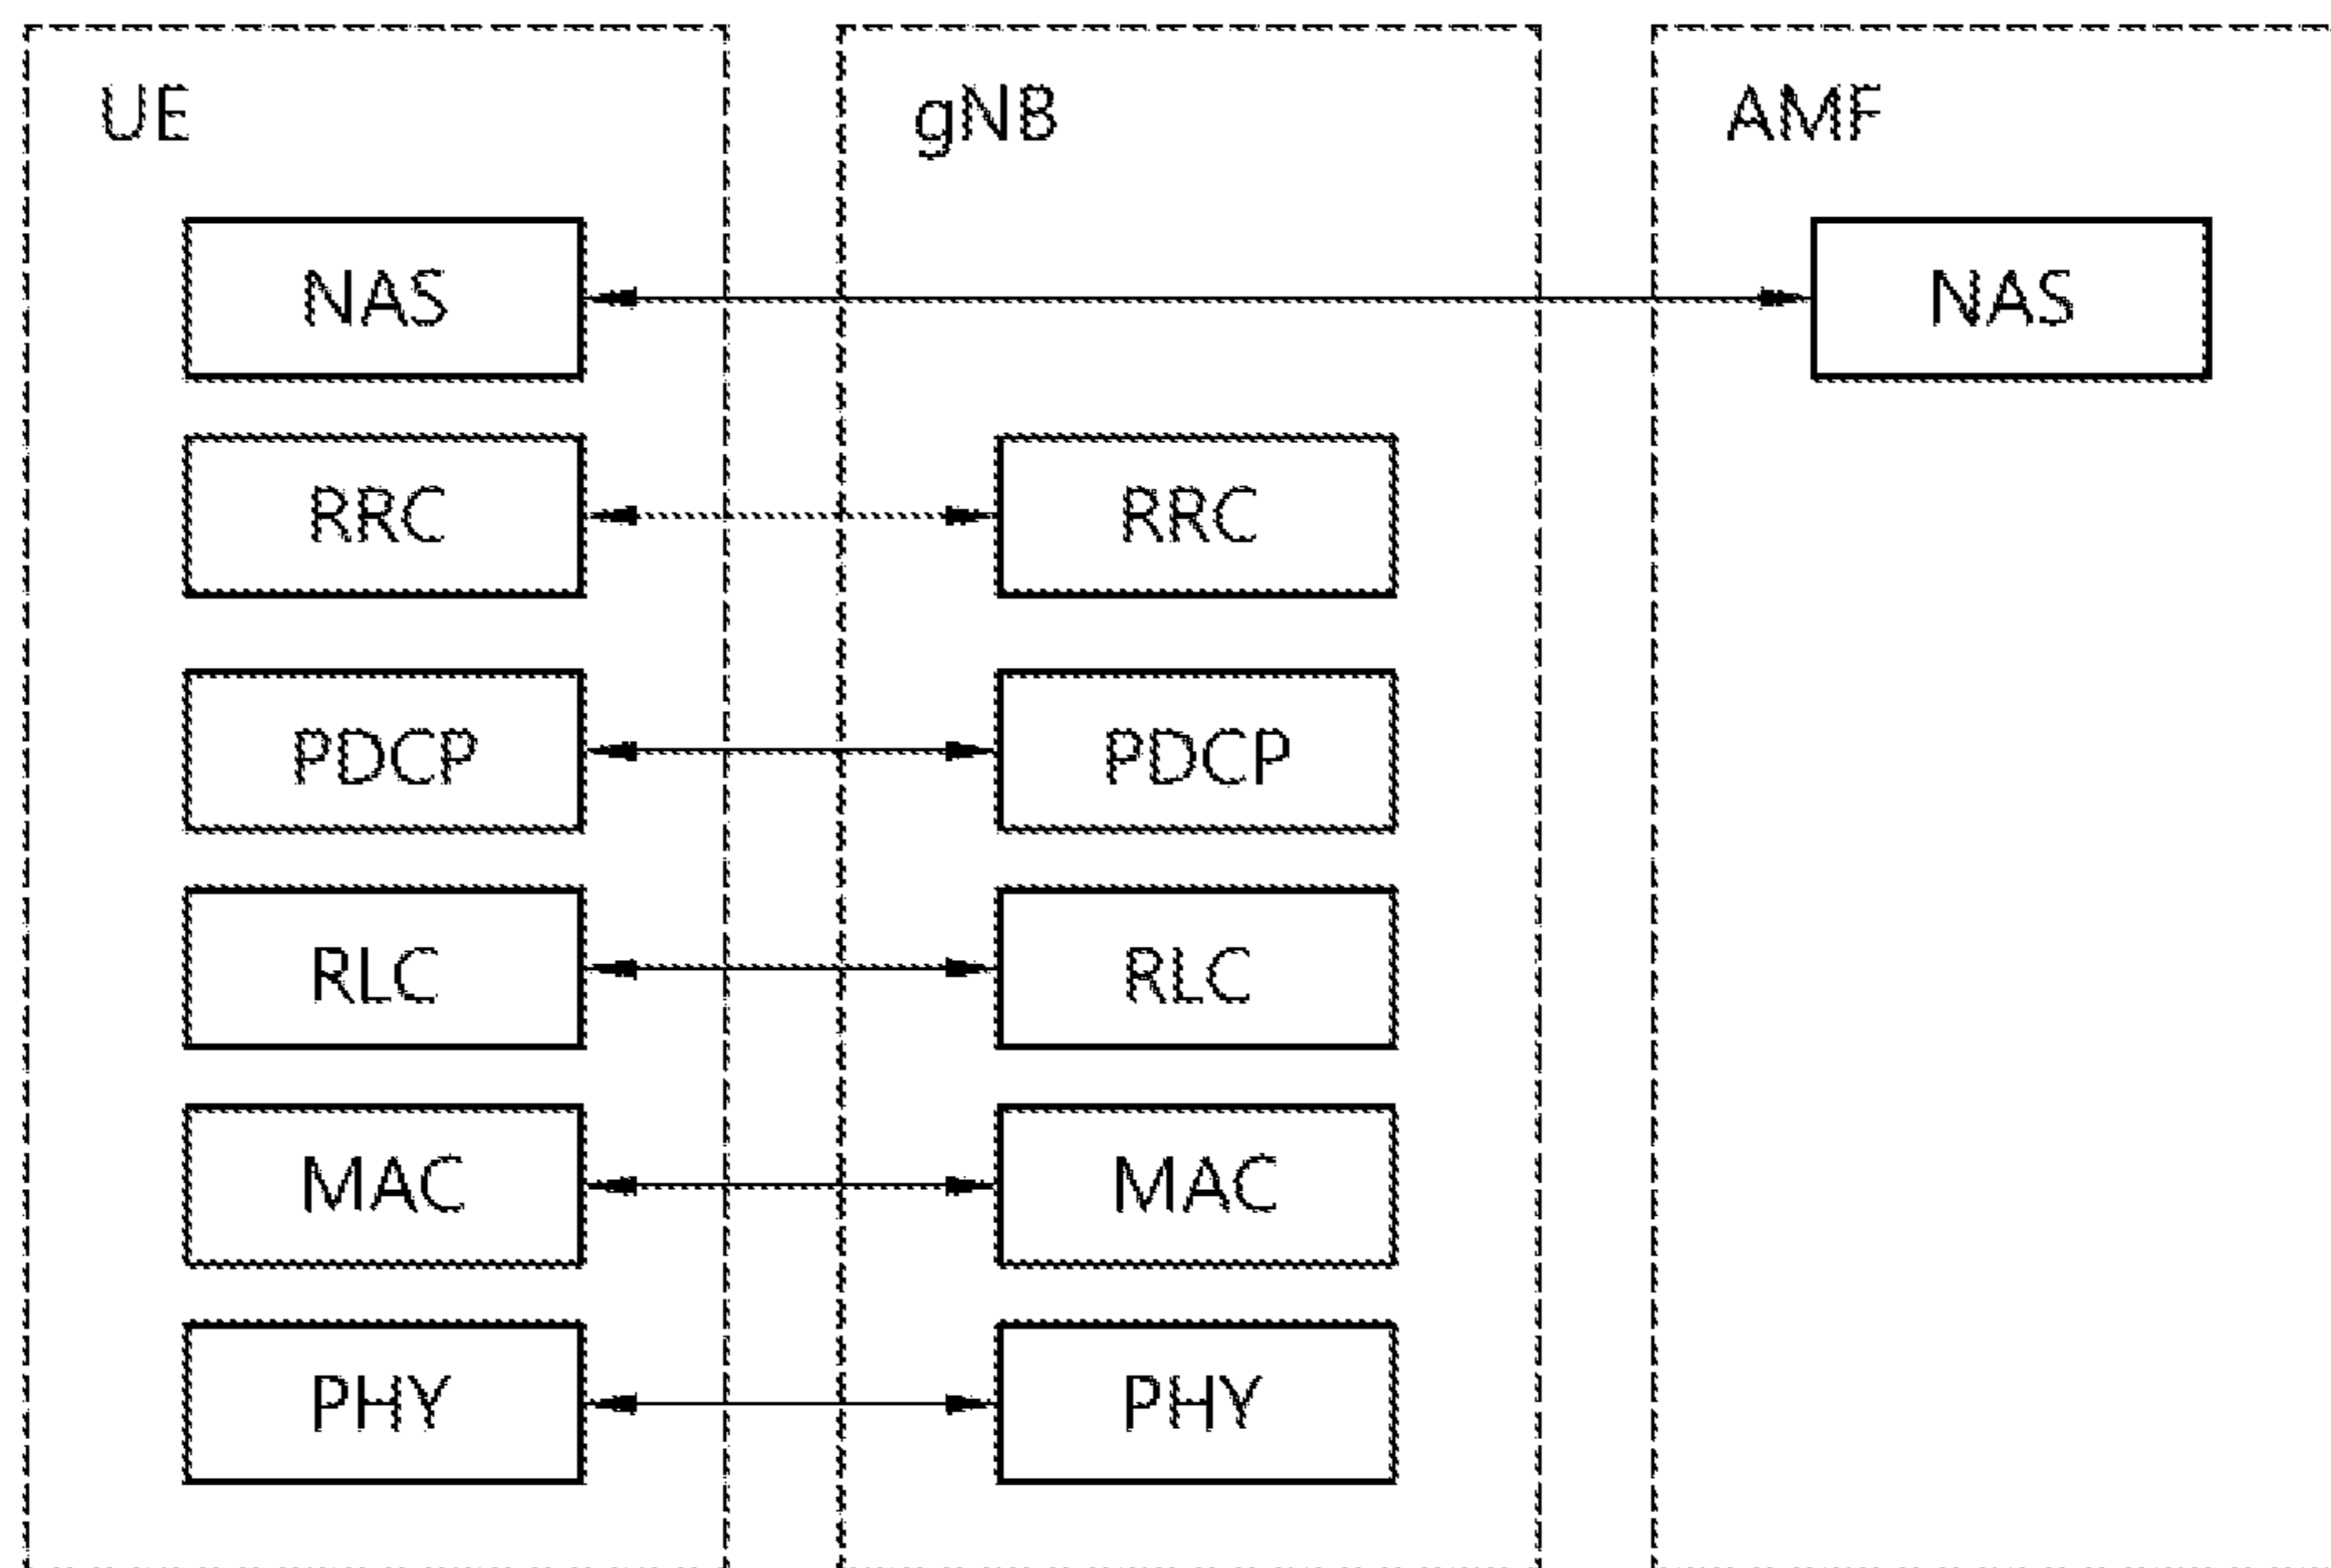 UE
gNB
AMF
NAS
NAS
RRC
RRC
PDCP
PDCP
RLC
RLC
MAC
MAC
PHY
PHY